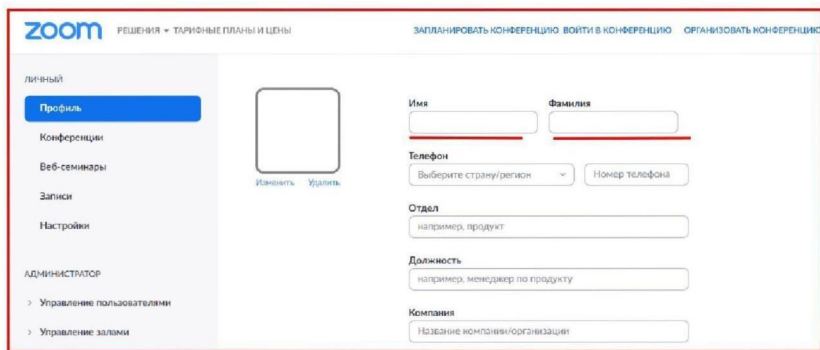 zoom РЕШЕНИЯ ТАРИФНЫЕ ПЛАНЫ И ЦЕНЫ ЗАПЛАНИРОВАТЬ КОНФЕРЕНЦИЮ ВОЙТИ В КОНФЕРЕНЦИЮ ОРГАНИЗОВАТЬ КОНФЕРЕНЦИЮ
ЛИЧНЫЙ
Профиль
Конференции
Веб-семинары
Записи
Настройки
АДМИНИСТРАТОР
Управление пользователями
Управление залами
Изменить Удалить
Имя Фамилия
Телефон
Выберите страну/регион Номер телефона
Отдел
например, продукт
Должность
например, менеджер по продукту
Компания
Название компании/организации